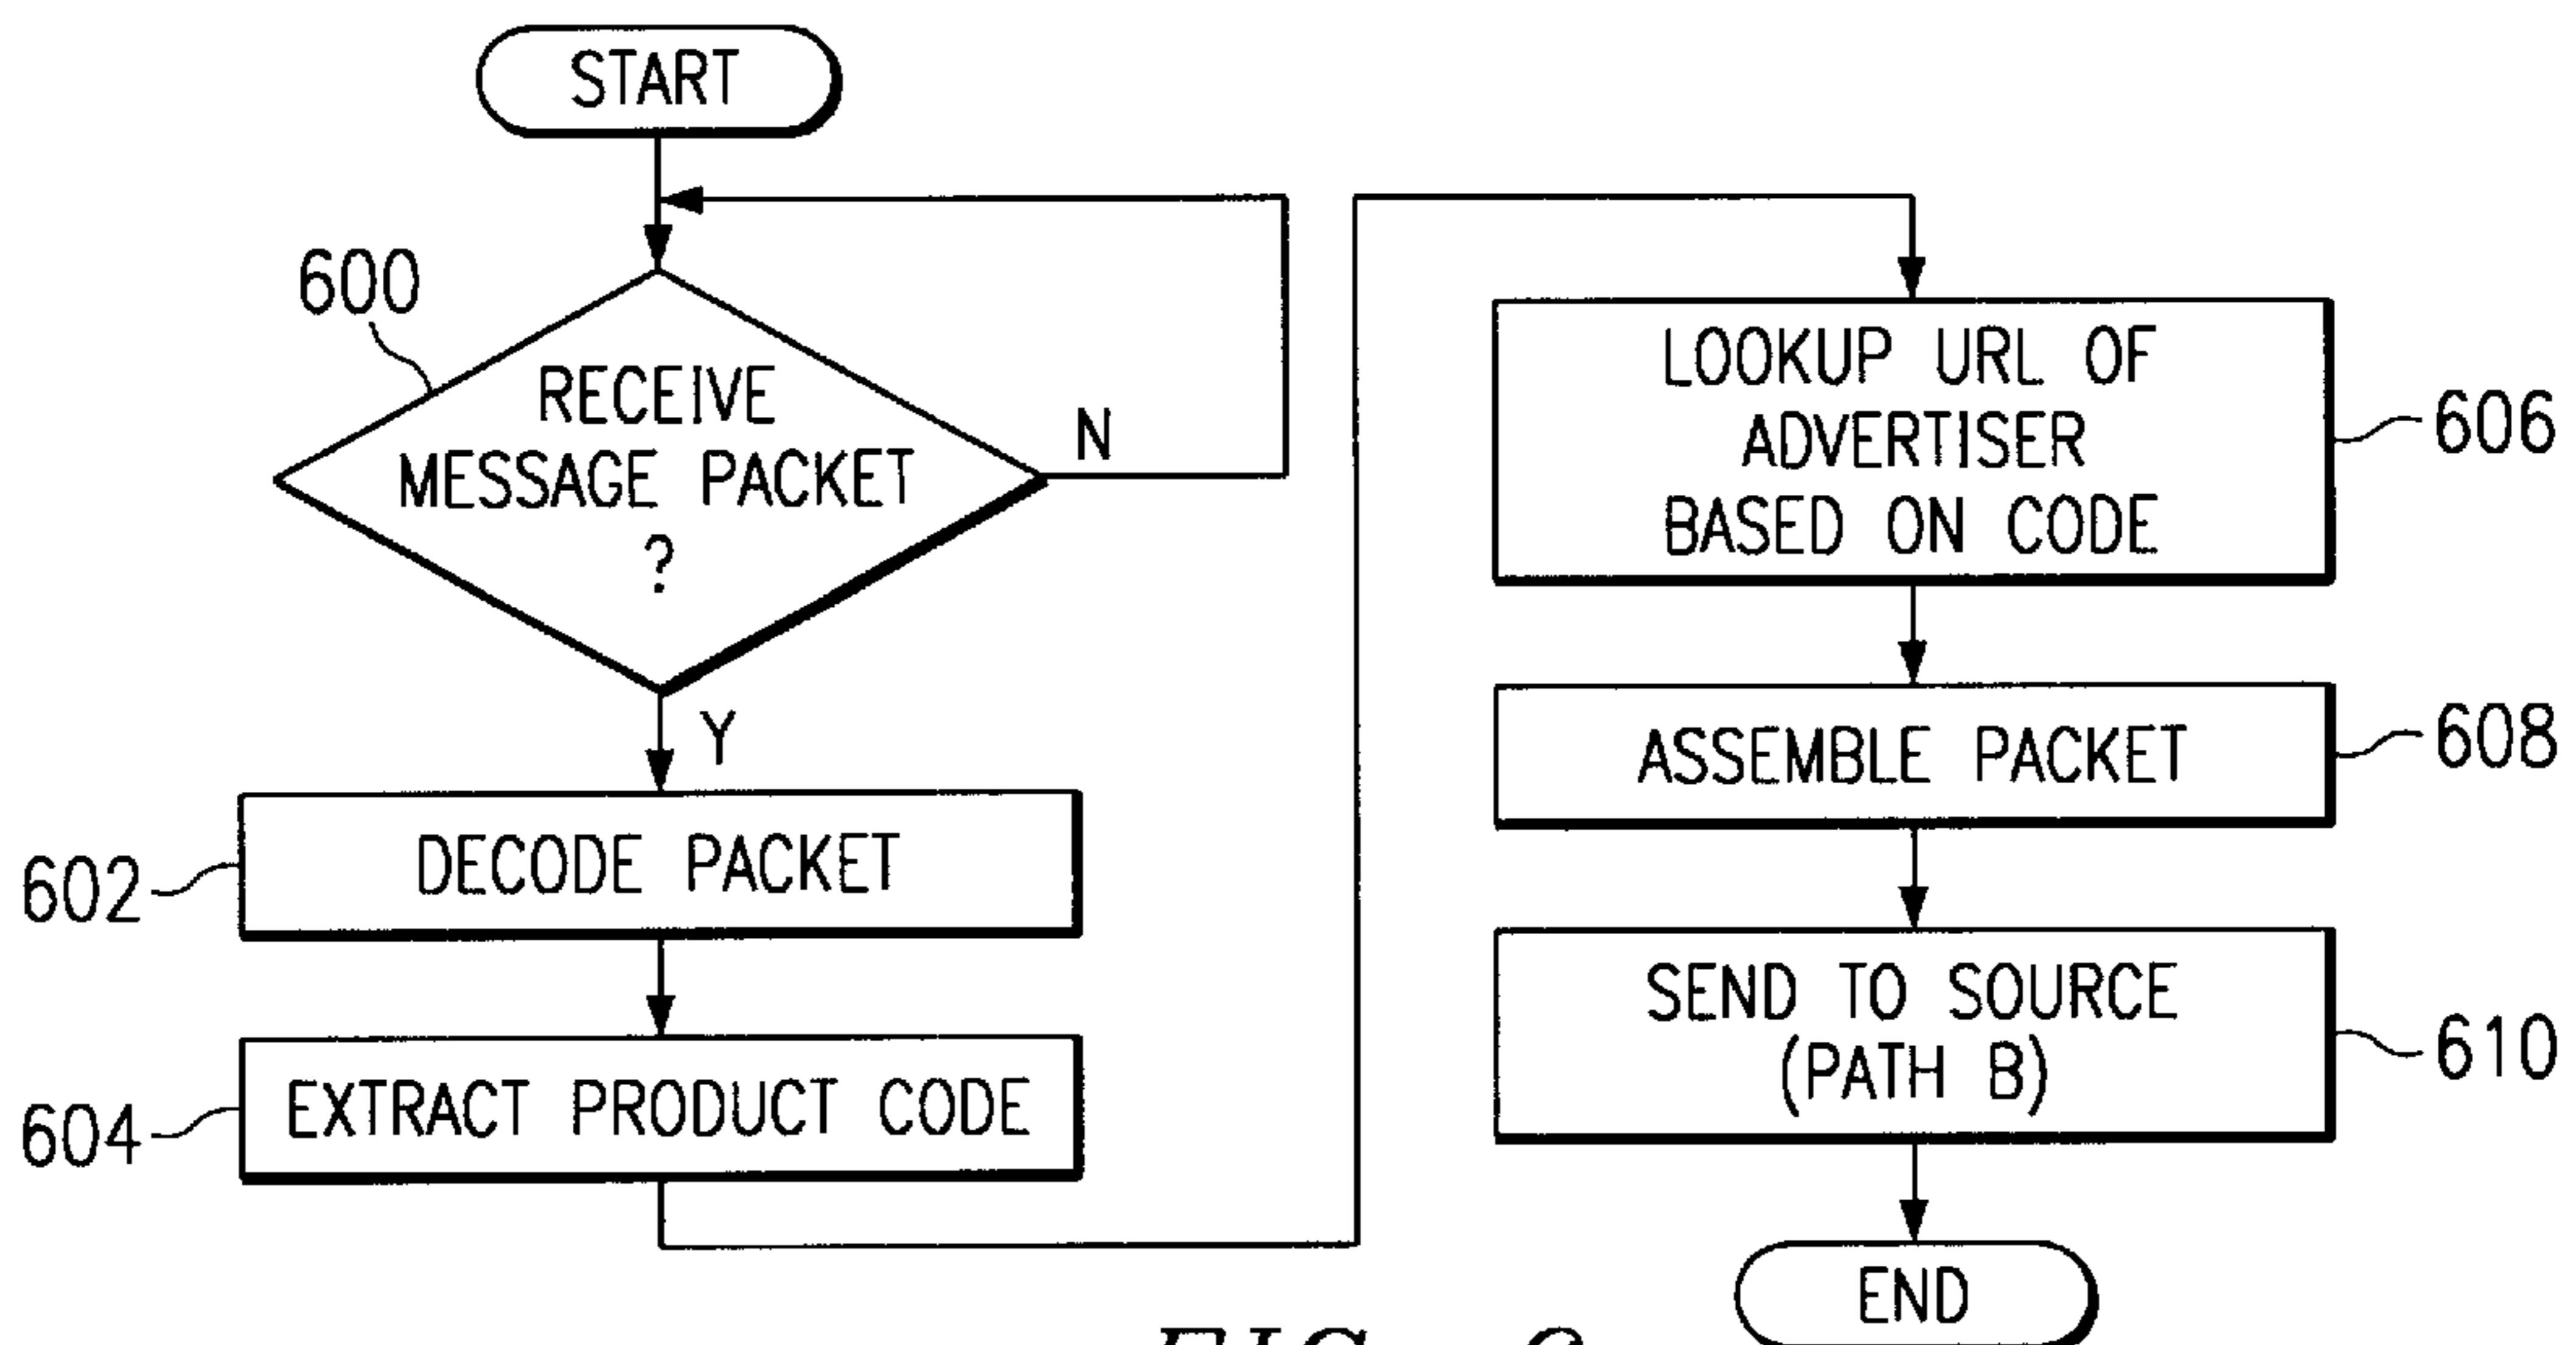 START
600
RECEIVE
MESSAGE PACKET
?
N
Y
602
DECODE PACKET
604
EXTRACT PRODUCT CODE
LOOKUP URL OF
ADVERTISER
BASED ON CODE
606
ASSEMBLE PACKET
608
SEND TO SOURCE
(PATH B)
610
END